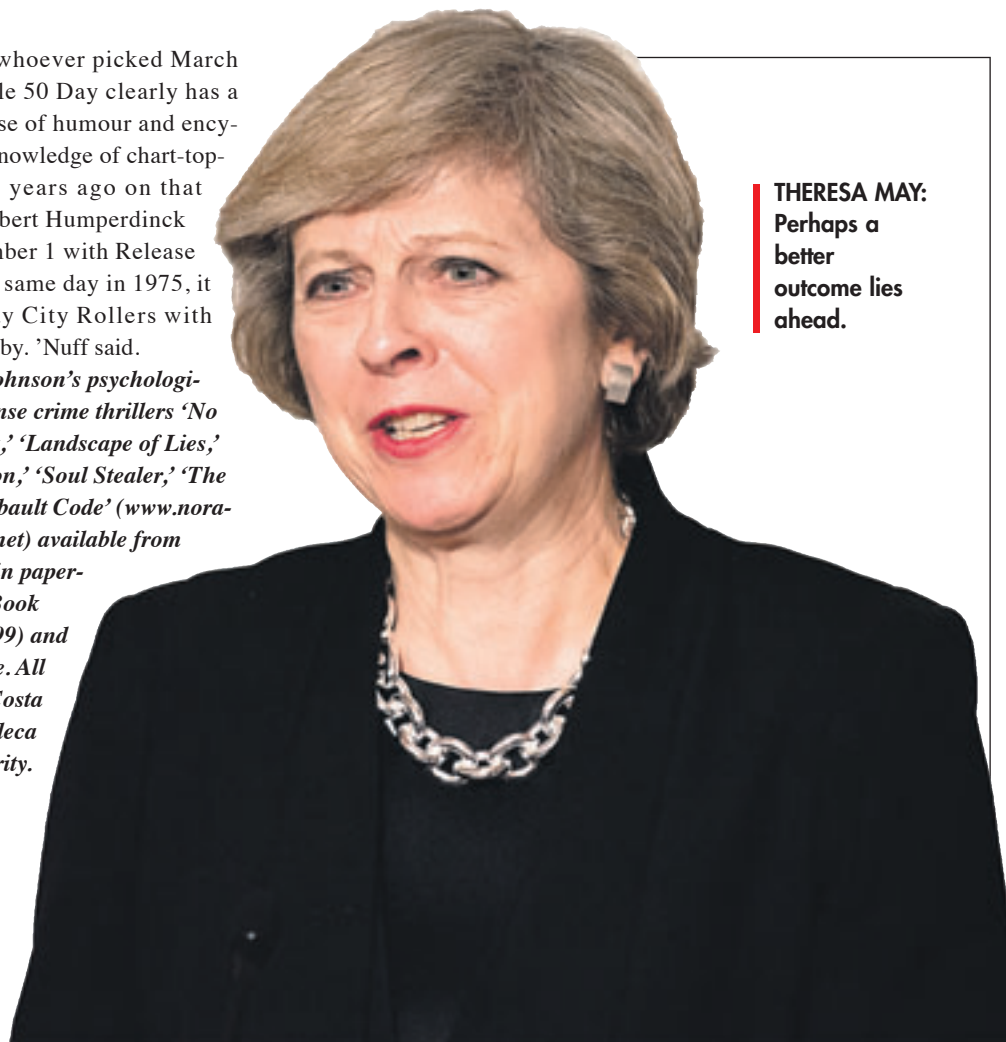 whoever picked March
le 50 Day clearly has a
se of humour and ency-
nowledge of chart-top-
years ago on that
bert Humperdinck
ber 1 with Release
same day in 1975, it
y City Rollers with
by. ’Nuff said.
ohnson’s psychologi-
nse crime thrillers ‘No
,’ ‘Landscape of Lies,’
on,’ ‘Soul Stealer,’ ‘The
bault Code’ (www.nora-
net) available from
in paper-
Book
99) and
e. All
Costa
deca
rity.
THERESA MAY:
Perhaps a
better
outcome lies
ahead.